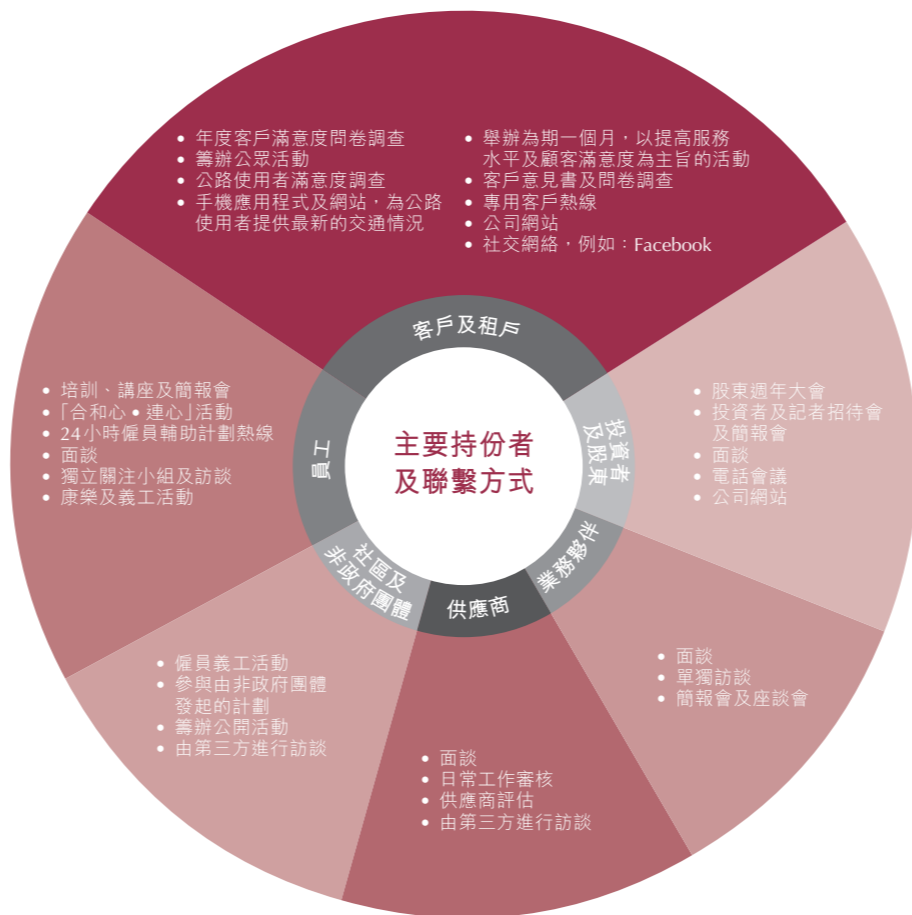 • 年度客戶滿意度問卷調查
• 籌辦公眾活動
• 公路使用者滿意度調查
• 手機應用程式及網站，為公路
使用者提供最新的交通情況
• 舉辦為期一個月，以提高服務
水平及顧客滿意度為主旨的活動
• 客戶意見書及問卷調查
• 專用客戶熱線
• 公司網站
• 社交網絡，例如：Facebook
客戶及租戶
主要持份者
及聯繫方式
員工
• 培訓、講座及簡報會
• 「合和心•連心」活動
• 24小時僱員輔助計劃熱線
• 面談
• 獨立關注小組及訪談
• 康樂及義工活動
投資者
及股東
• 股東週年大會
• 投資者及記者招待會
及簡報會
• 面談
• 電話會議
• 公司網站
社區及
非政府團體
• 僱員義工活動
• 參與由非政府團體
發起的計劃
• 籌辦公開活動
• 由第三方進行訪談
供應商
• 面談
• 日常工作審核
• 供應商評估
• 由第三方進行訪談
業務夥伴
• 面談
• 單獨訪談
• 簡報會及座談會